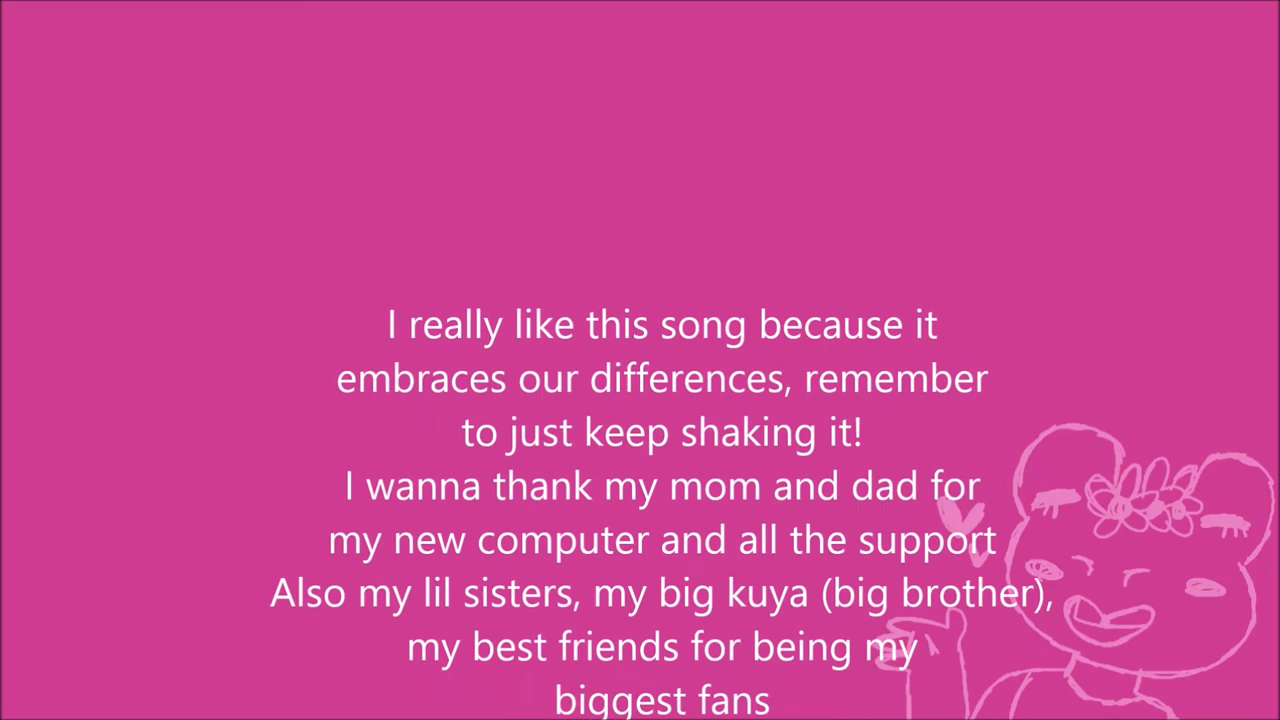 I really like this song because it
embraces our differences, remember
to just keep shaking it!
I wanna thank my mom and dad for
my new computer and all the support
Also my lil sisters, my big kuya (big brother),
my best friends for being my
biggest fans